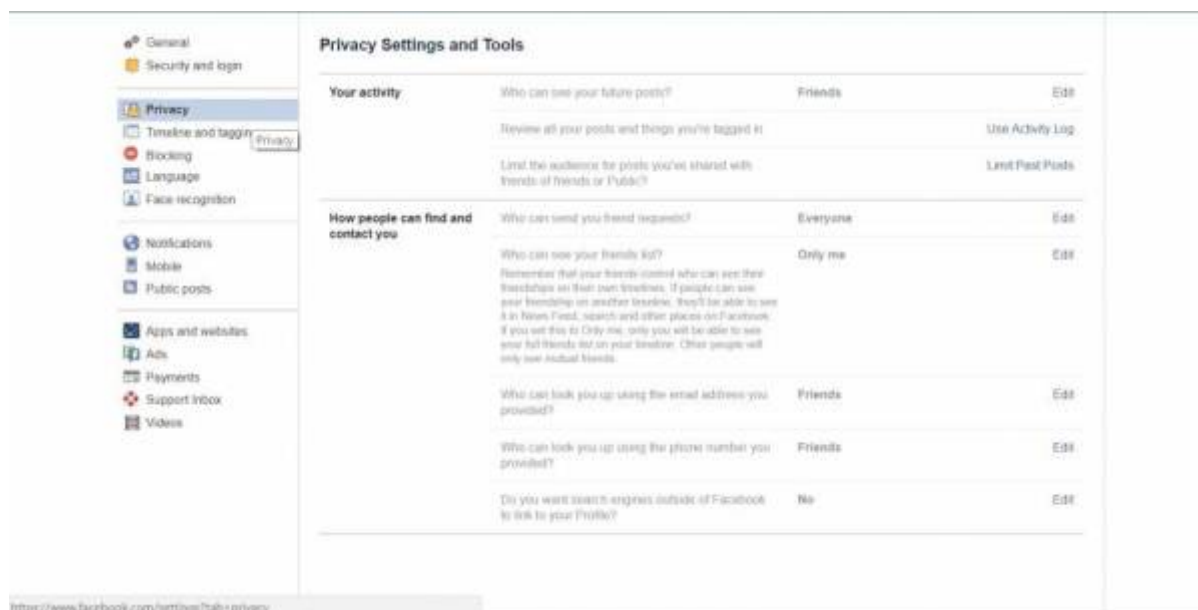 General
Security and login
Privacy
Timeline and tagging
Privacy
Blocking
Language
Face recognition
Notifications
Mobile
Public posts
Apps and websites
Ads
Payments
Support Inbox
Videos
Privacy Settings and Tools
Your activity
Who can see your future posts?
Friends
Edit
Review all your posts and things you're tagged in
Use Activity Log
Limit the audience for posts you've shared with
friends of friends or Public?
Limit Past Posts
How people can find and
contact you
Who can send you friend requests?
Everyone
Edit
Who can see your friends list?
Only me
Edit
Remember that your friends control who can see their
friendships on their own timelines. If people can see
your friendship on another timeline, they'll be able to see
it in News Feed, search and other places on Facebook.
If you set this to Only me, only you will be able to see
your full friends list on your timeline. Other people will
only see mutual friends.
Who can look you up using the email address you
provided?
Friends
Edit
Who can look you up using the phone number you
provided?
Friends
Edit
Do you want search engines outside of Facebook
to link to your Profile?
No
Edit
https://www.facebook.com/settings?tab=privacy